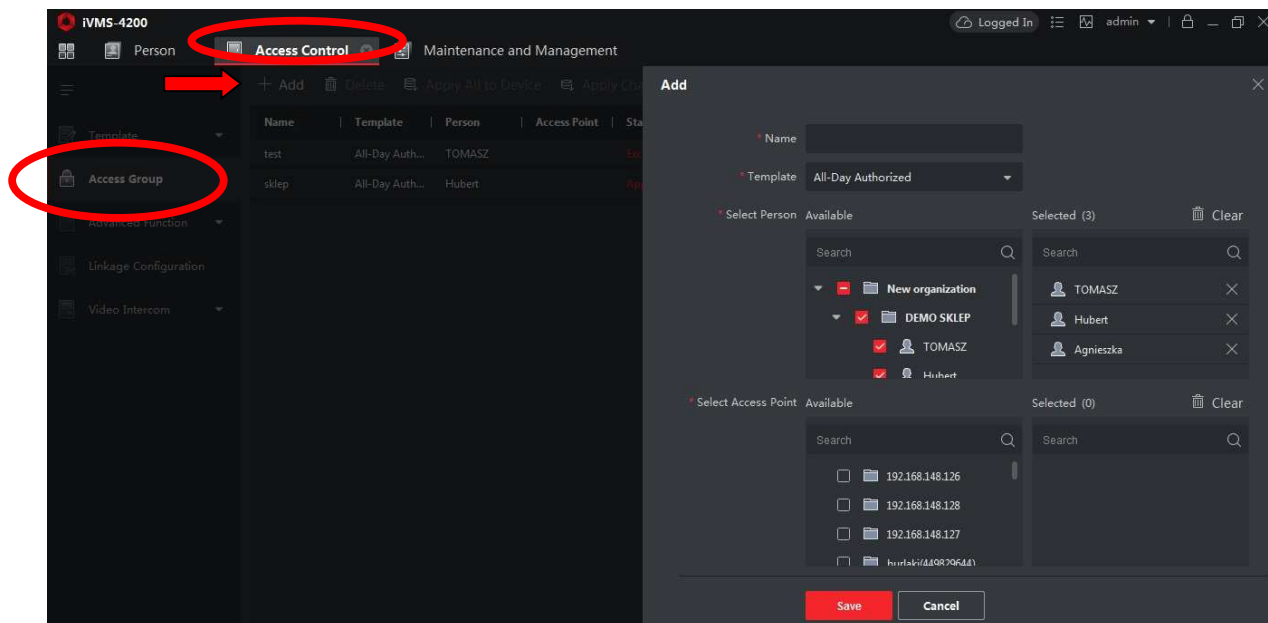 iVMS-4200
Logged In
admin
Person
Access Control
Maintenance and Management
Add Delete Apply All to Device Apply Cha
Name Template Person Access Point Sta
test All-Day Auth... TOMASZ
sklep All-Day Auth... Hubert
Template
Access Group
Advanced Function
Linkage Configuration
Video Intercom
Add
* Name
* Template All-Day Authorized
* Select Person Available Selected (3) Clear
Search Search
New organization
DEMO SKLEP
TOMASZ
Hubert
TOMASZ
Hubert
Agnieszka
* Select Access Point Available Selected (0) Clear
Search Search
192.168.148.126
192.168.148.128
192.168.148.127
hurlaki(449829644)
Save Cancel